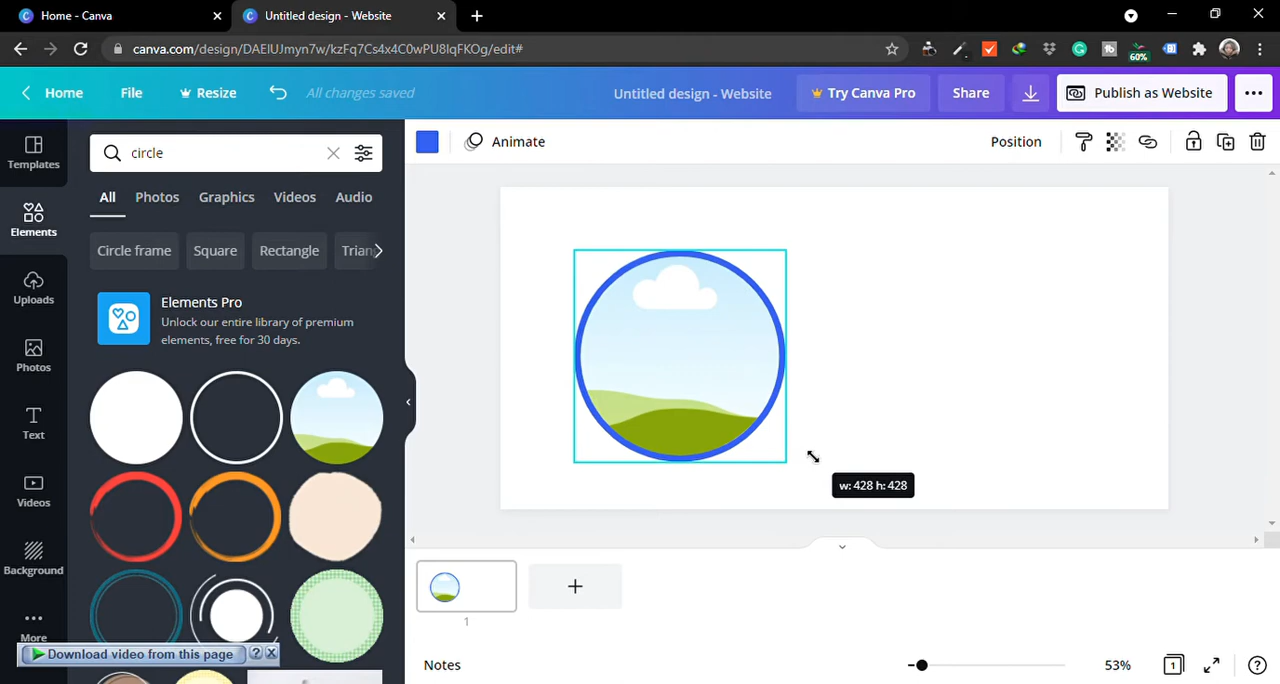 Home - Canva
Untitled design - Website
canva.com/design/DAEIUJmyn7w/kzFq7Cs4x4C0wPU8lqFKOg/edit#
60%
Home
File
Resize
All changes saved
Untitled design - Website
Try Canva Pro
Share
Publish as Website
Templates
Elements
Uploads
Photos
Text
Videos
Background
More
circle
All
Photos
Graphics
Videos
Audio
Circle frame
Square
Rectangle
Trian
Elements Pro
Unlock our entire library of premium
elements, free for 30 days.
Download video from this page
Animate
Position
w: 428 h: 428
1
Notes
53%
1